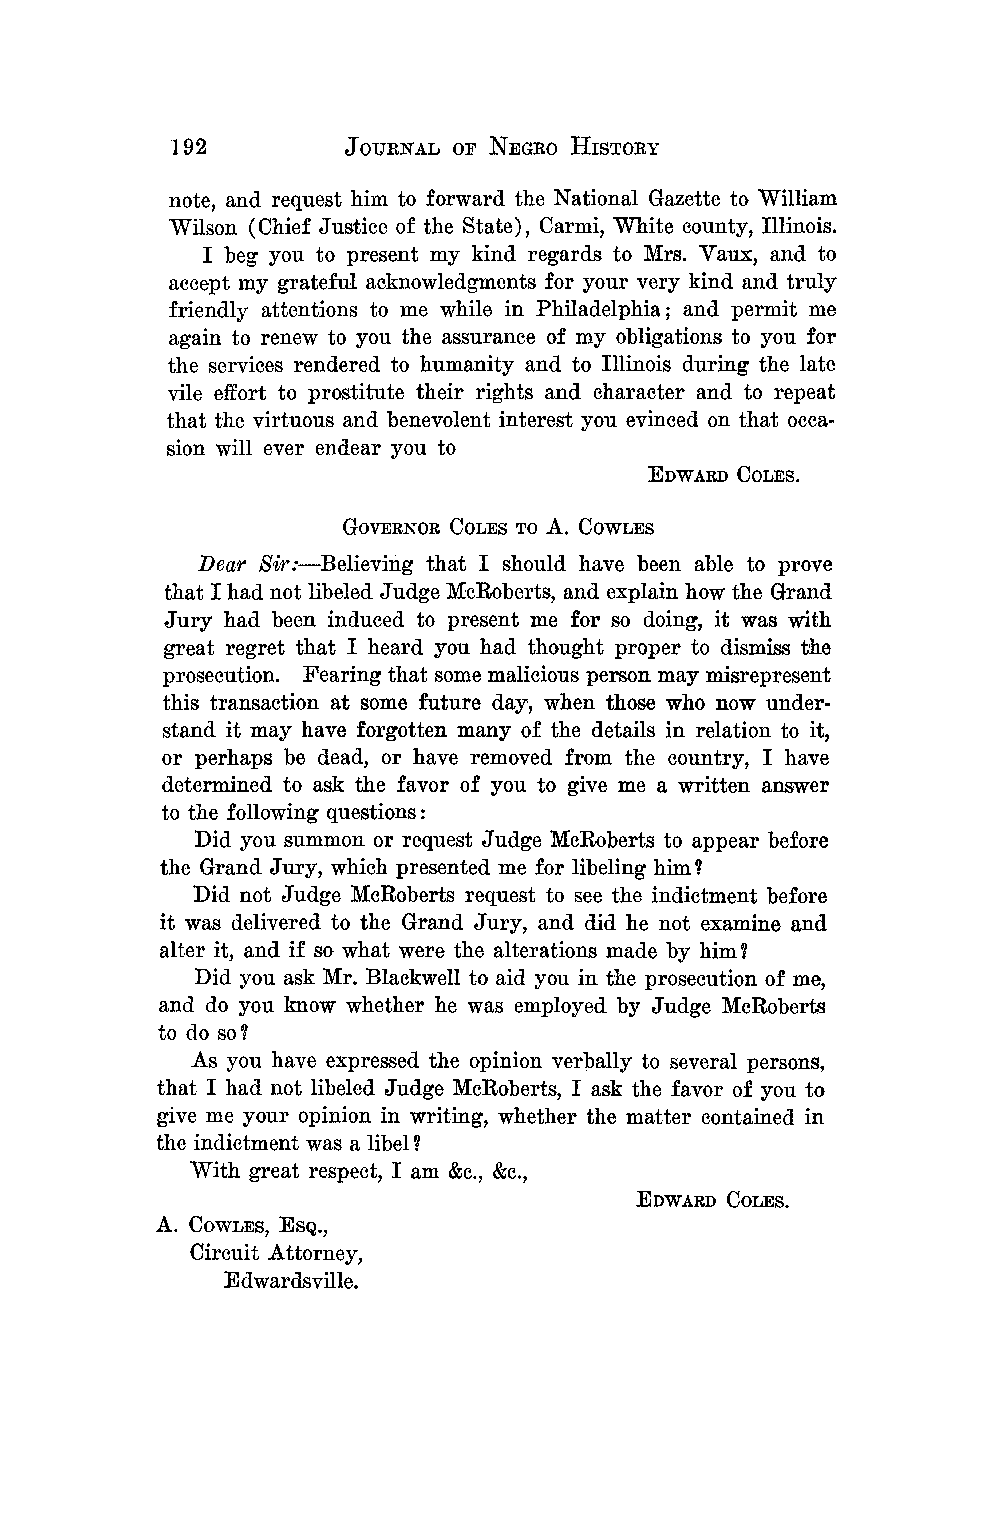 192 JOURNAL OF NEGRO HISTORY
note, and request him to forward the National Gazette to William
Wilson (Chief Justice of the State), Carmi, White county, Illinois.
I beg you to present my kind regards to Mrs. Vaux, and to
accept my grateful acknowledgments for your very kind and truly
friendly attentions to me while in Philadelphia; and permit me
again to renew to you the assurance of my obligations to you for
the services rendered to humanity and to Illinois during the late
vile effort to prostitute their rights and character and to repeat
that the virtuous and benevolent interest you evinced on that occa-
sion will ever endear you to
EDWARD COLES.
GOVERNOR COLES TO A. COWLES
Dear Sir:—Believing that I should have been able to prove
that I had not libeled Judge McRoberts, and explain how the Grand
Jury had been induced to present me for so doing, it was with
great regret that I heard you had thought proper to dismiss the
prosecution. Fearing that some malicious person may misrepresent
this transaction at some future day, when those who now under-
stand it may have forgotten many of the details in relation to it,
or perhaps be dead, or have removed from the country, I have
determined to ask the favor of you to give me a written answer
to the following questions:
Did you summon or request Judge McRoberts to appear before
the Grand Jury, which presented me for libeling him?
Did not Judge McRoberts request to see the indictment before
it was delivered to the Grand Jury, and did he not examine and
alter it, and if so what were the alterations made by him?
Did you ask Mr. Blackwell to aid you in the prosecution of me,
and do you know whether he was employed by Judge McRoberts
to do so?
As you have expressed the opinion verbally to several persons,
that I had not libeled Judge McRoberts, I ask the favor of you to
give me your opinion in writing, whether the matter contained in
the indictment was a libel?
With great respect, I am &c., &c.,
EDWARD COLES.
A. COWLES, ESQ.,
Circuit Attorney,
Edwardsville.